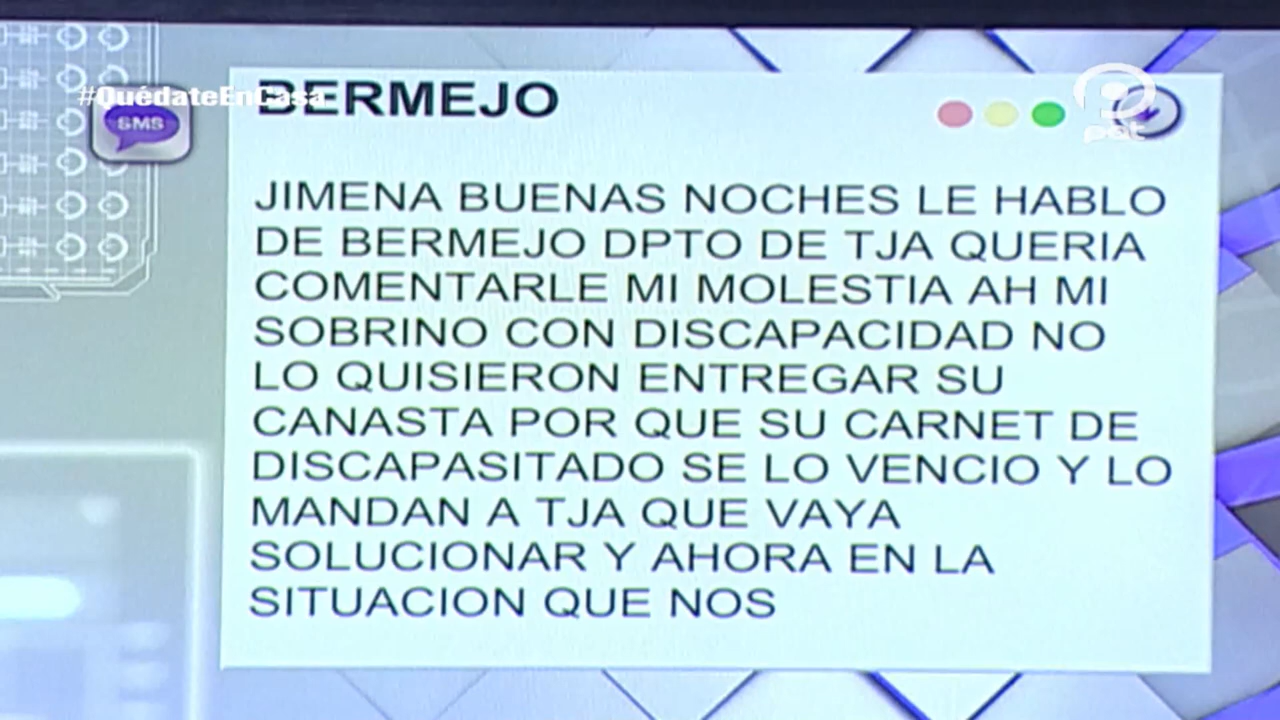 #QuédateEnCasa
BERMEJO
SMS
pat
JIMENA BUENAS NOCHES LE HABLO
DE BERMEJO DPTO DE TJA QUERIA
COMENTARLE MI MOLESTIA AH MI
SOBRINO CON DISCAPACIDAD NO
LO QUISIERON ENTREGAR SU
CANASTA POR QUE SU CARNET DE
DISCAPASITADO SE LO VENCIO Y LO
MANDAN A TJA QUE VAYA
SOLUCIONAR Y AHORA EN LA
SITUACION QUE NOS